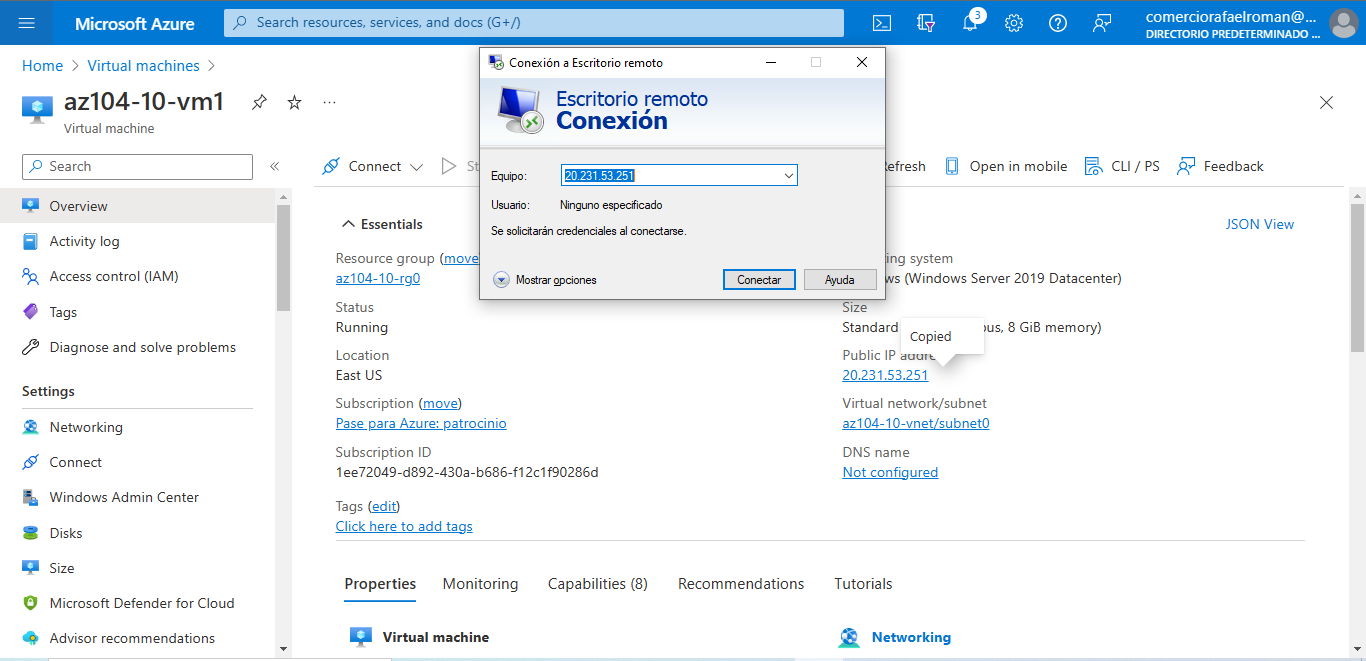 Microsoft Azure
Search resources, services, and docs (G+/)
3
comerciorafaelroman@...
DIRECTORIO PREDETERMINADO ...
Home > Virtual machines >
az104-10-vm1
Virtual machine
Search
Connect
Refresh
Open in mobile
CLI / PS
Feedback
Conexión a Escritorio remoto
Escritorio remoto
Conexión
Equipo:
20.231.53.251
Usuario:
Ninguno especificado
Se solicitarán credenciales al conectarse.
Mostrar opciones
Conectar
Ayuda
Overview
Activity log
Access control (IAM)
Tags
Diagnose and solve problems
Settings
Networking
Connect
Windows Admin Center
Disks
Size
Microsoft Defender for Cloud
Advisor recommendations
Essentials
JSON View
Resource group (move
az104-10-rg0
Status
Running
Location
East US
Subscription (move)
Pase para Azure: patrocinio
Subscription ID
1ee72049-d892-430a-b686-f12c1f90286d
Tags (edit)
Click here to add tags
system
(Windows Server 2019 Datacenter)
Size
Standard
8 GiB memory)
Copied
Public IP
20.231.53.251
Virtual network/subnet
az104-10-vnet/subnet0
DNS name
Not configured
Properties
Monitoring
Capabilities (8)
Recommendations
Tutorials
Virtual machine
Networking